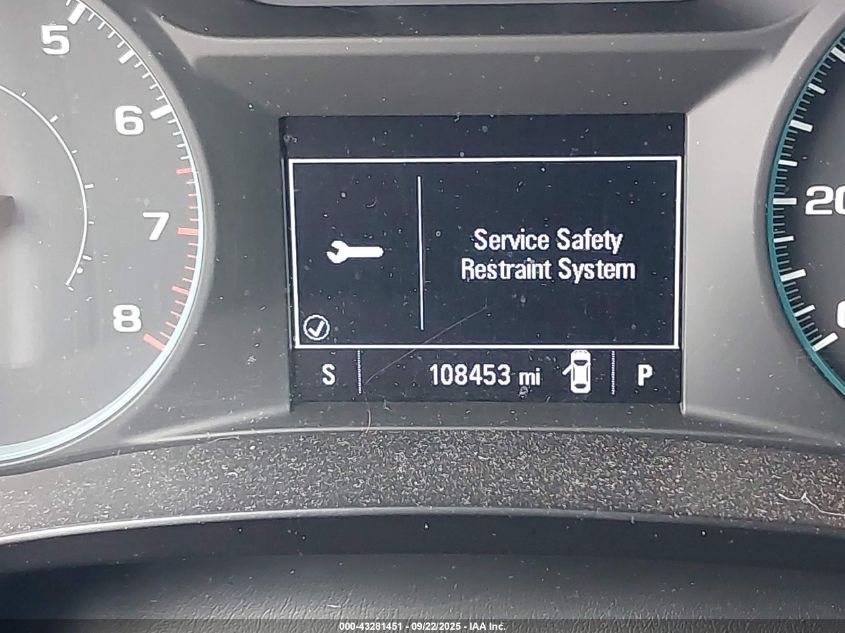 5
6
7
8
Service Safety
Restraint System
S 108453 mi P
20
000-43281451 - 09/22/2025 - IAA Inc.